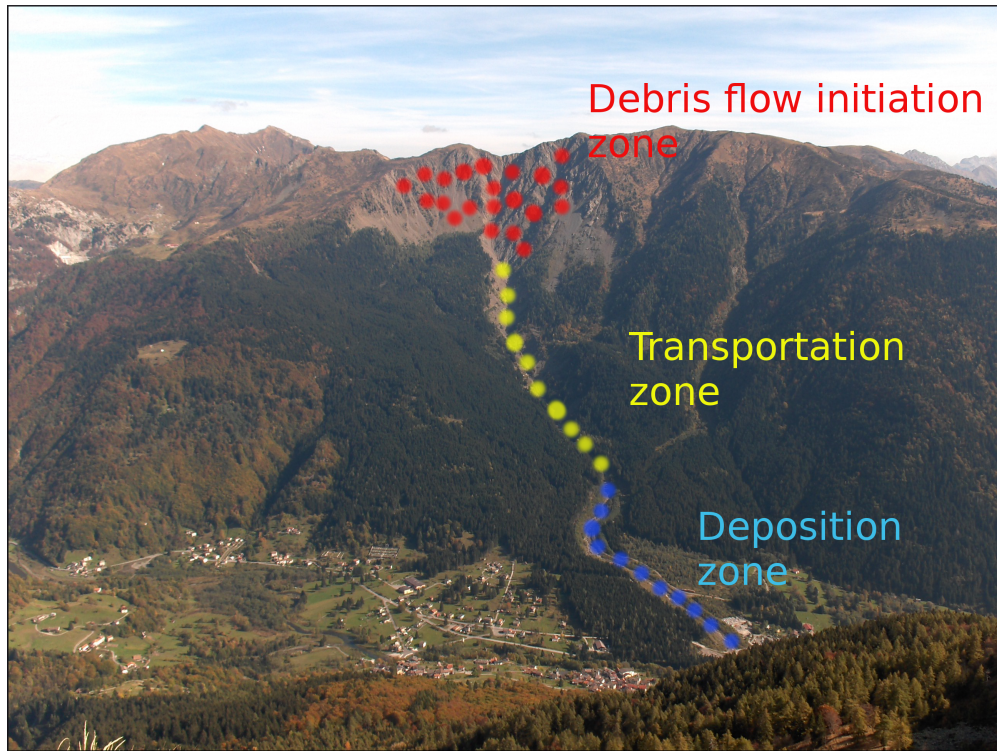 Debris flow initiation
zone
Transportation
zone
Deposition
zone